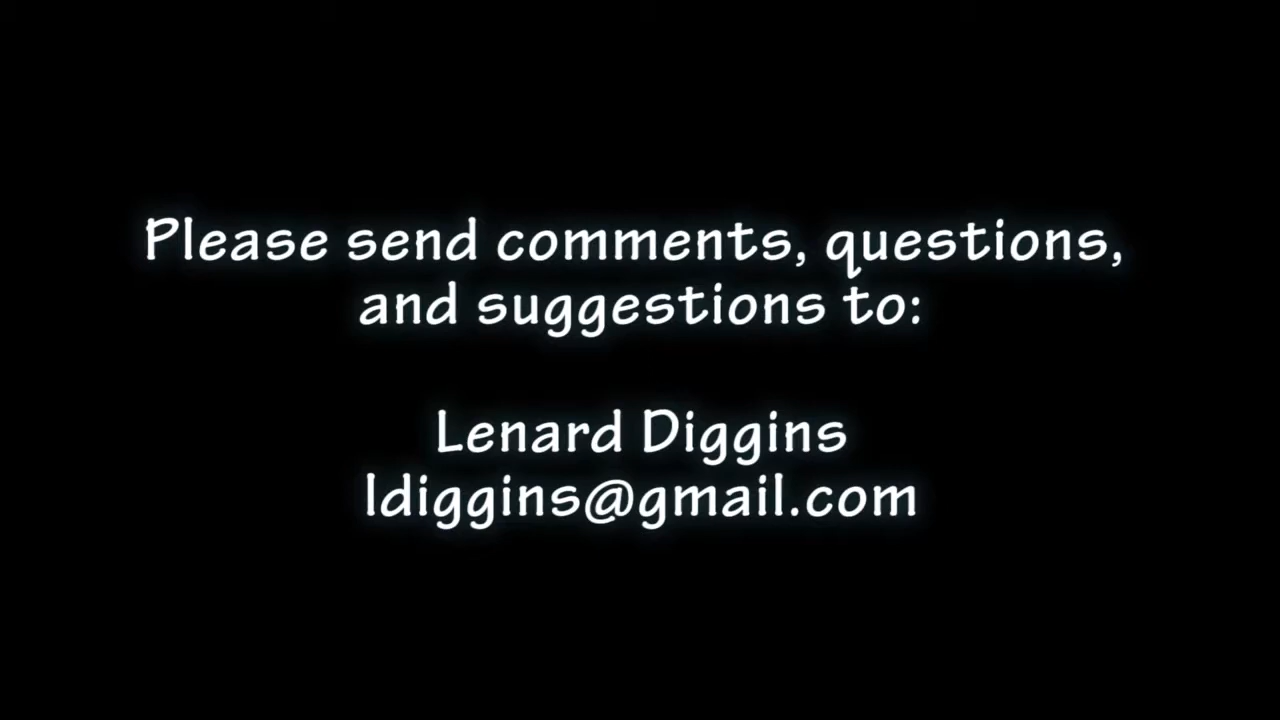 Please send comments, questions,
and suggestions to:
Lenard Diggins
ldiggins@gmail.com